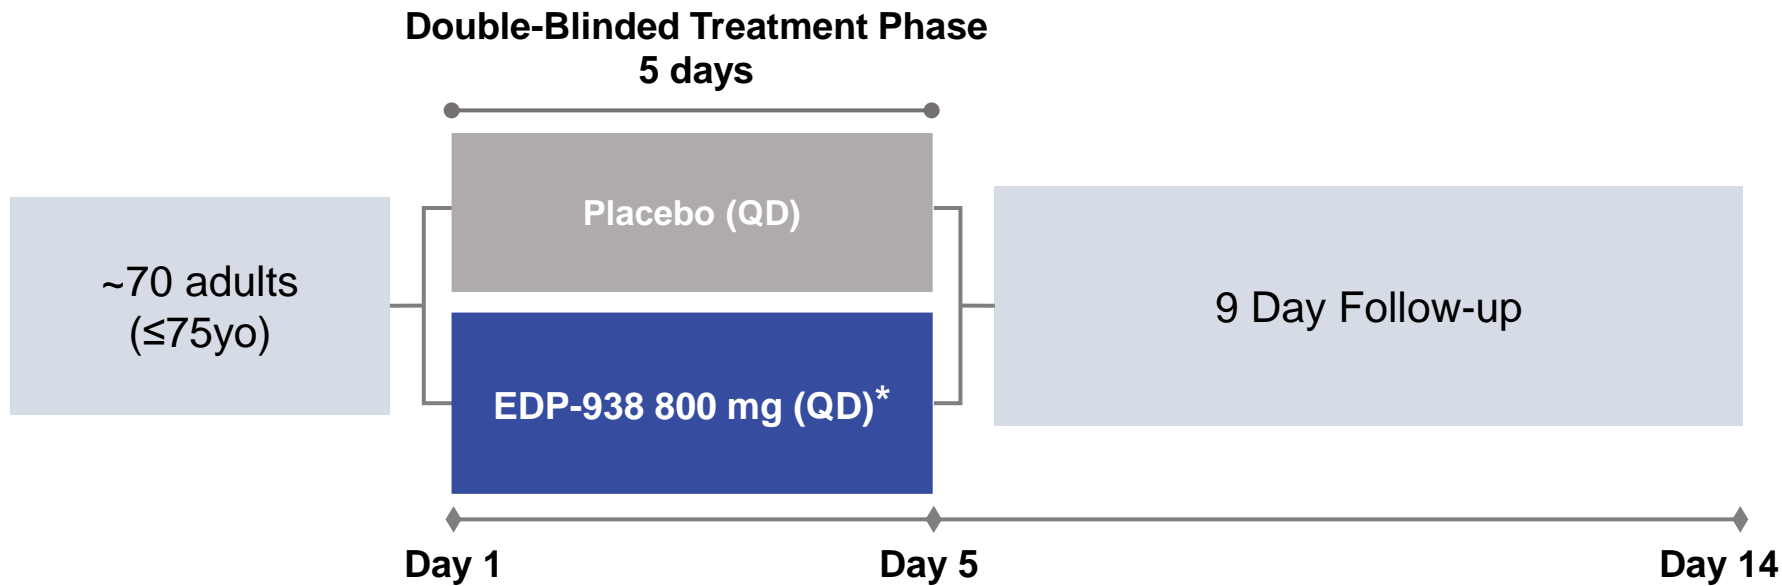 Double-Blinded Treatment Phase
5 days
~70 adults
(≤75yo)
Placebo (QD)
EDP-938 800 mg (QD)*
9 Day Follow-up
Day 1
Day 5
Day 14